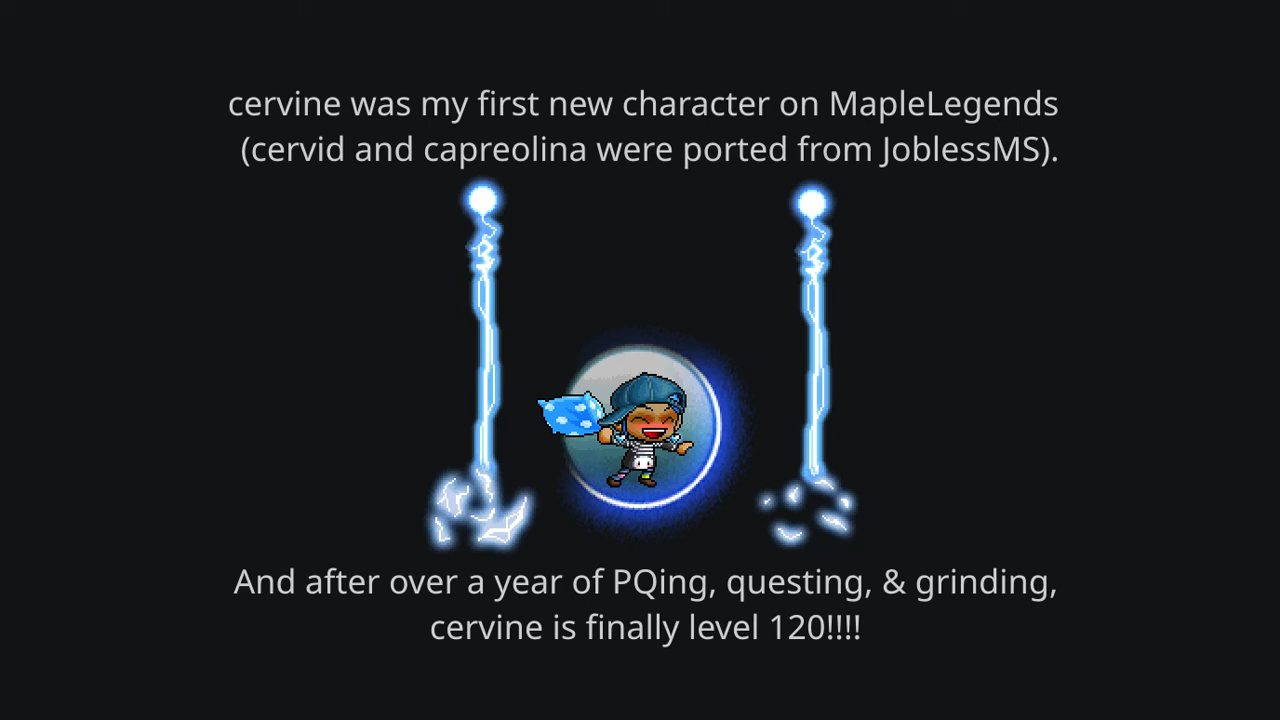 cervine was my first new character on MapleLegends
(cervid and capreolina were ported from JoblessMS).
And after over a year of PQing, questing, & grinding,
cervine is finally level 120!!!!